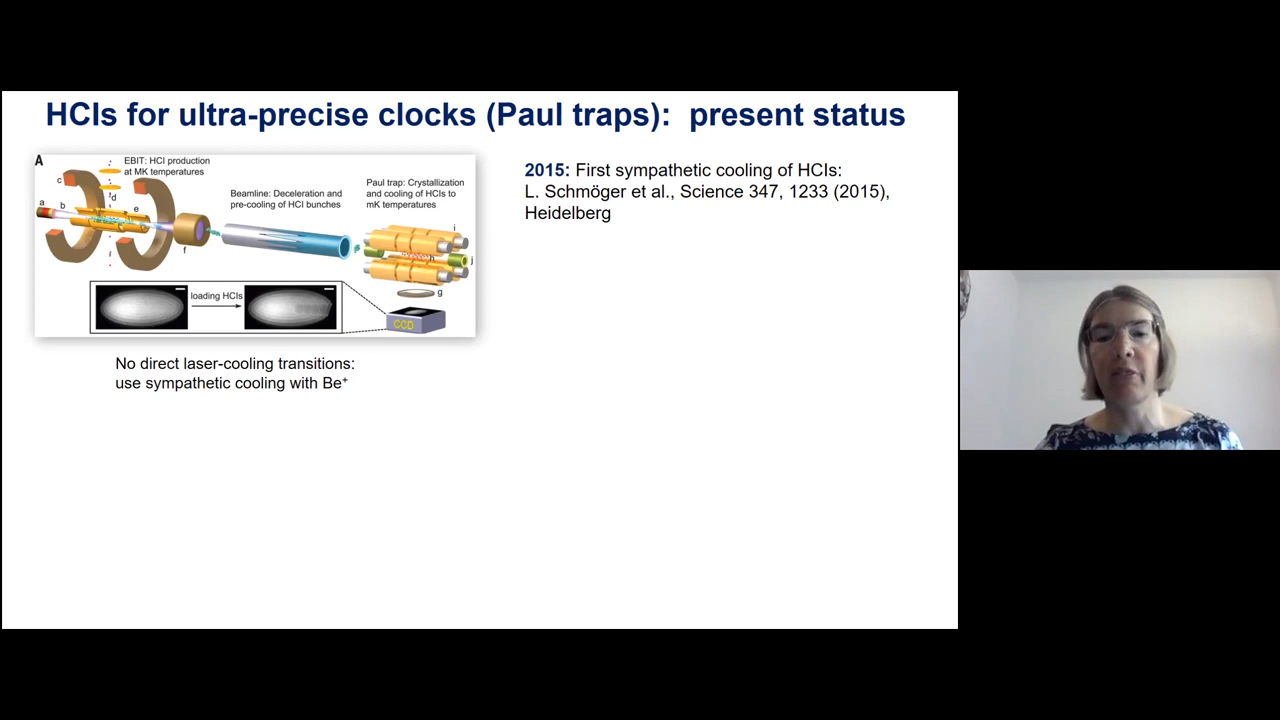 HCIs for ultra-precise clocks (Paul traps): present status
A
EBIT: HCI production
at MK temperatures
Beamline: Deceleration and
pre-cooling of HCI bunches
Paul trap: Crystallization
and cooling of HCIs to
mK temperatures
a
b
c
d
e
f
i
h
j
g
loading HCIs
CCD
No direct laser-cooling transitions:
use sympathetic cooling with Be⁺
2015: First sympathetic cooling of HCIs:
L. Schmöger et al., Science 347, 1233 (2015),
Heidelberg